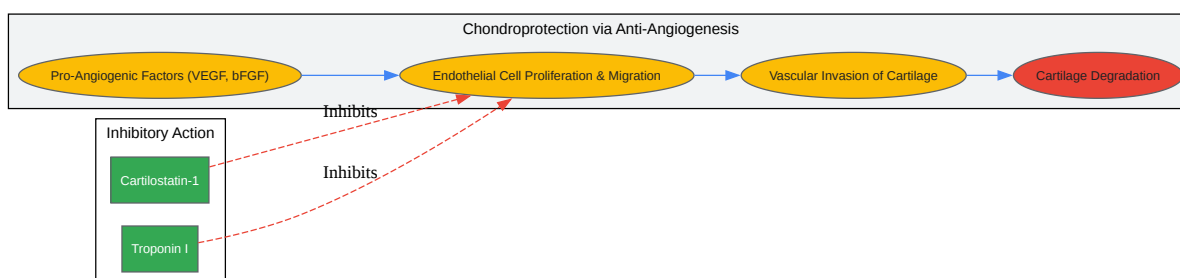 Chondroprotection via Anti-Angiogenesis
Pro-Angiogenic Factors (VEGF, bFGF)
Endothelial Cell Proliferation & Migration
Vascular Invasion of Cartilage
Cartilage Degradation
Inhibits
Inhibitory Action
Cartilostatin-1
Inhibits
Troponin I